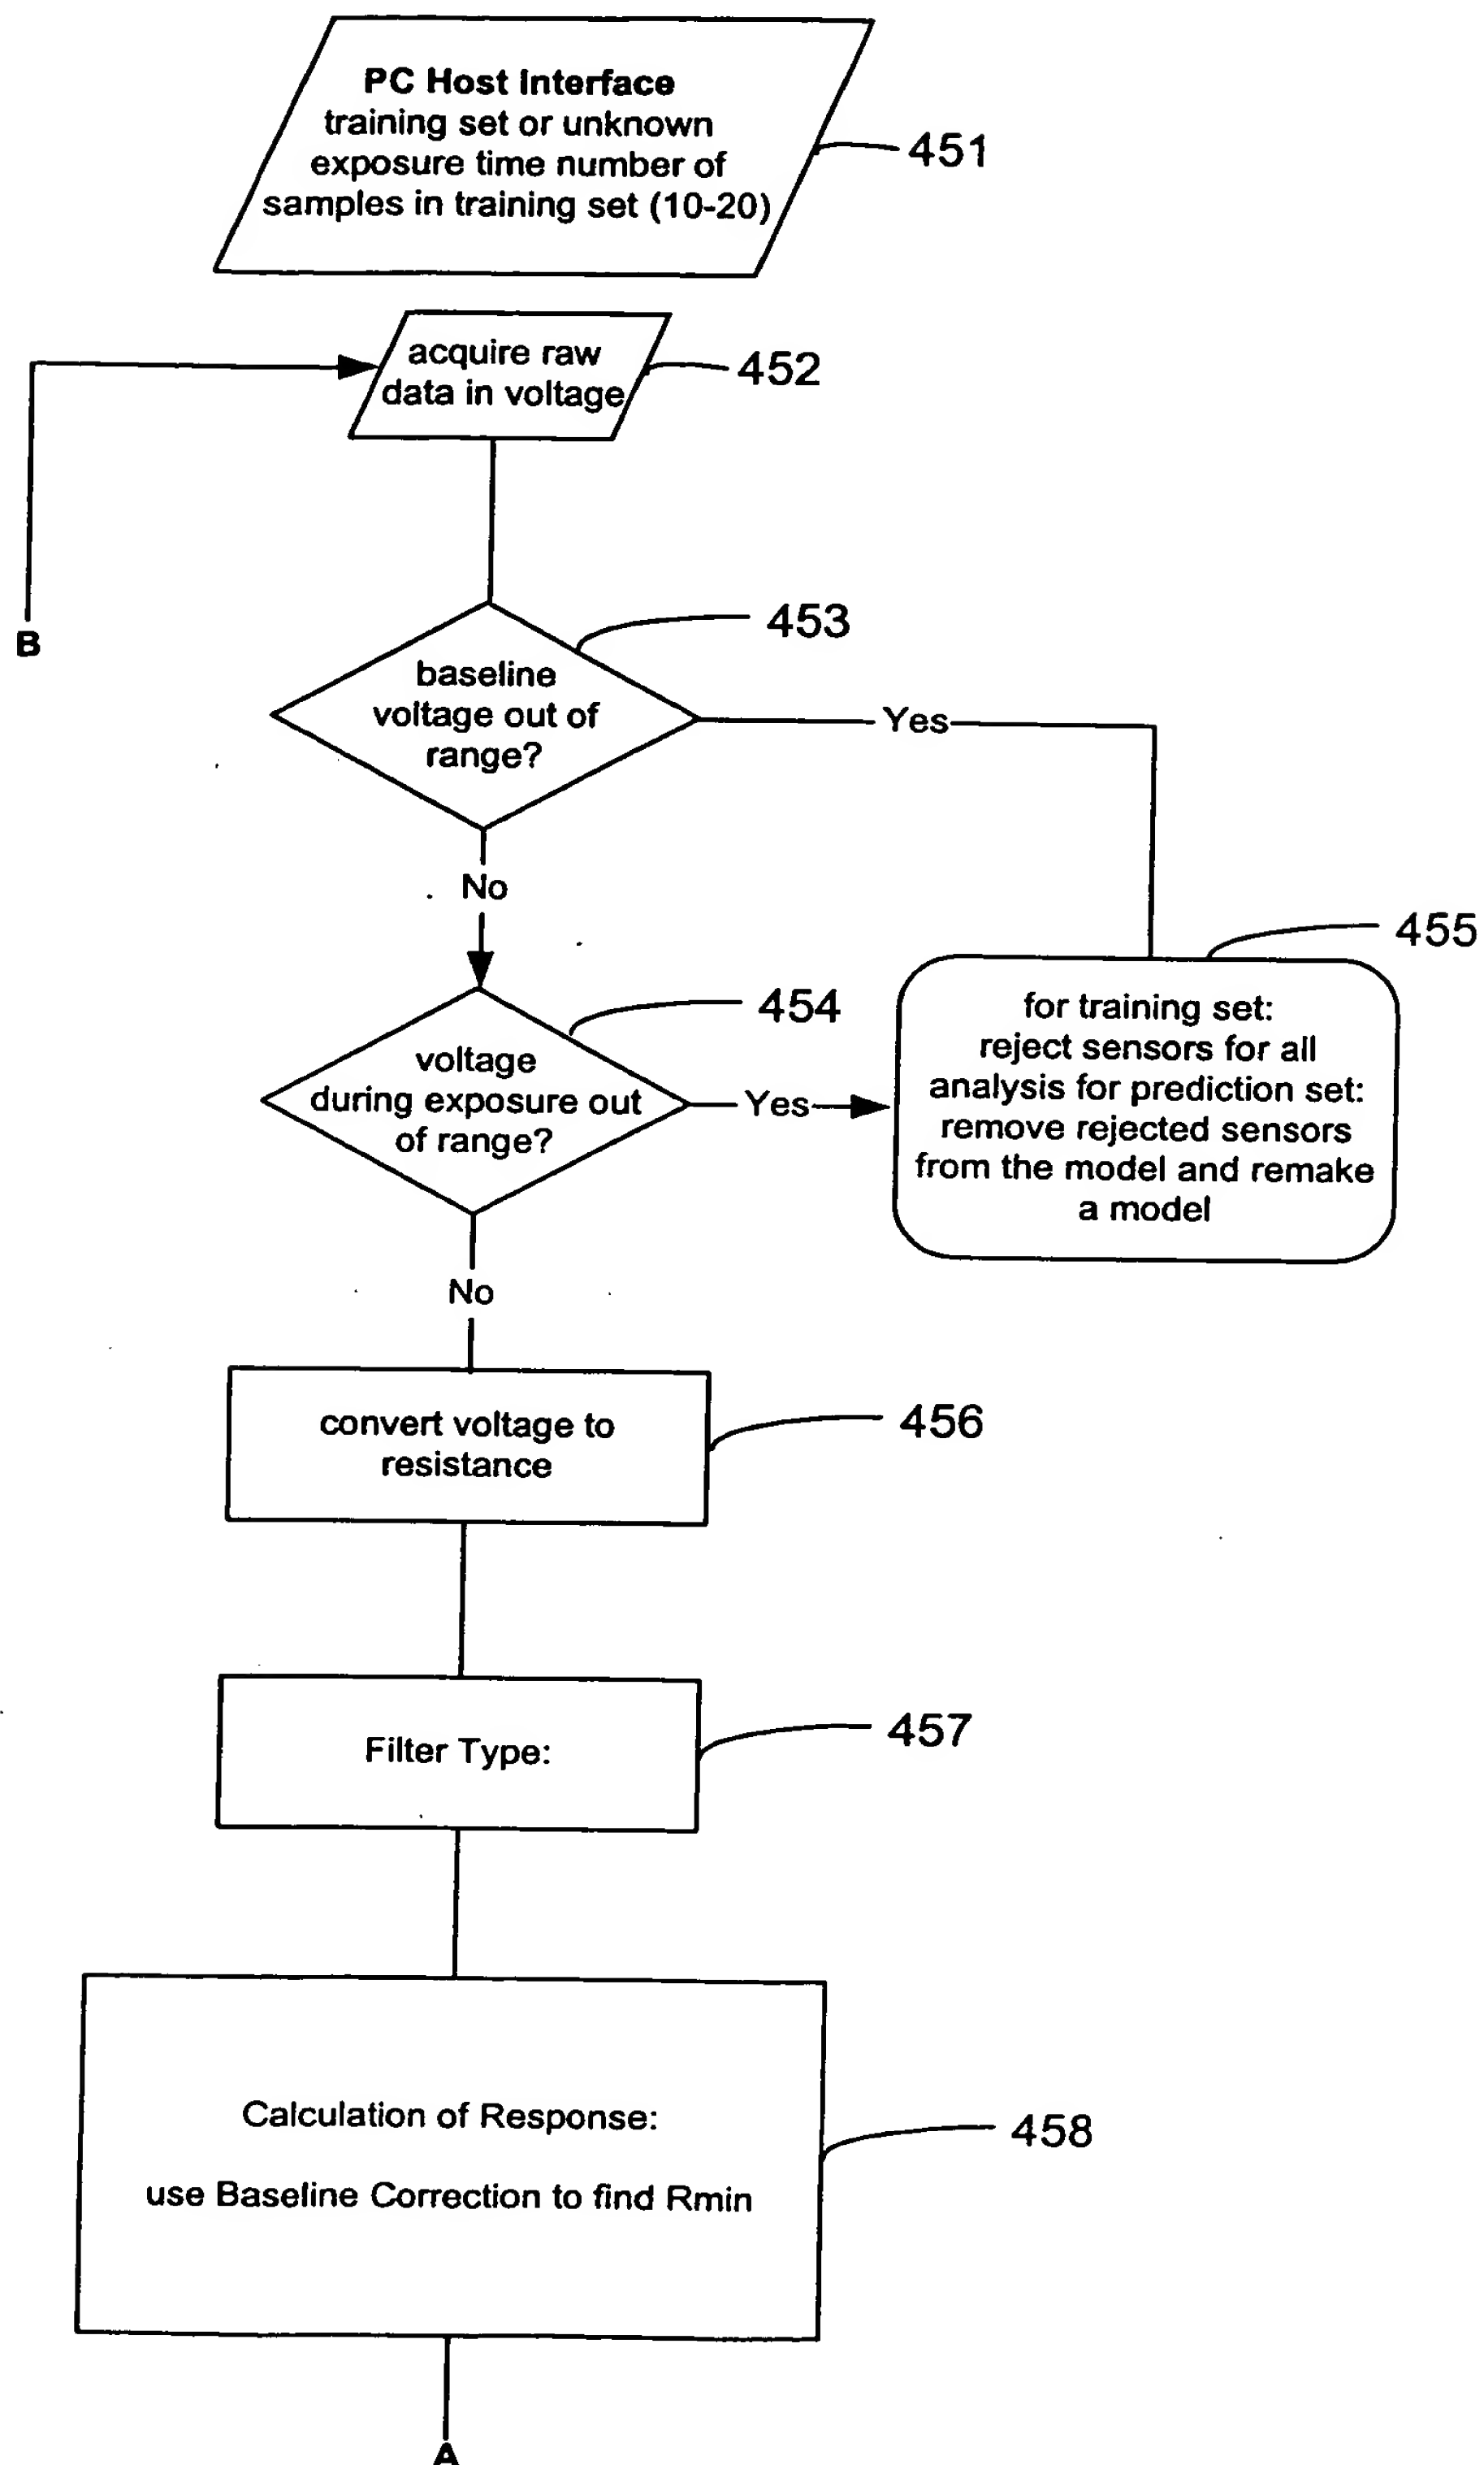 PC Host Interface
training set or unknown
exposure time number of
samples in training set (10-20)
451
acquire raw
data in voltage
452
B
453
baseline
voltage out of
range?
Yes
No
455
454
for training set:
reject sensors for all
analysis for prediction set:
remove rejected sensors
from the model and remake
a model
voltage
during exposure out
of range?
Yes
No
convert voltage to
resistance
456
Filter Type:
457
Calculation of Response:
use Baseline Correction to find Rmin
458
A